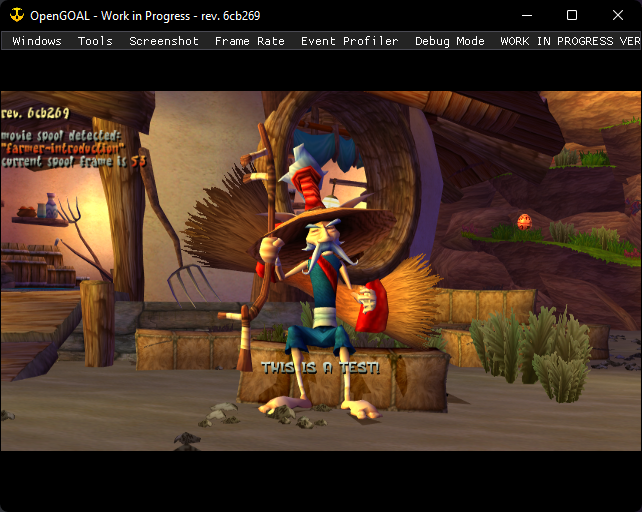 OpenGOAL - Work in Progress - rev. 6cb269
Windows Tools Screenshot Frame Rate Event Profiler Debug Mode WORK IN PROGRESS VER
rev. 6cb269
movie spool detected:
"farmer-introduction"
current spool frame is 53
THIS IS A TEST!